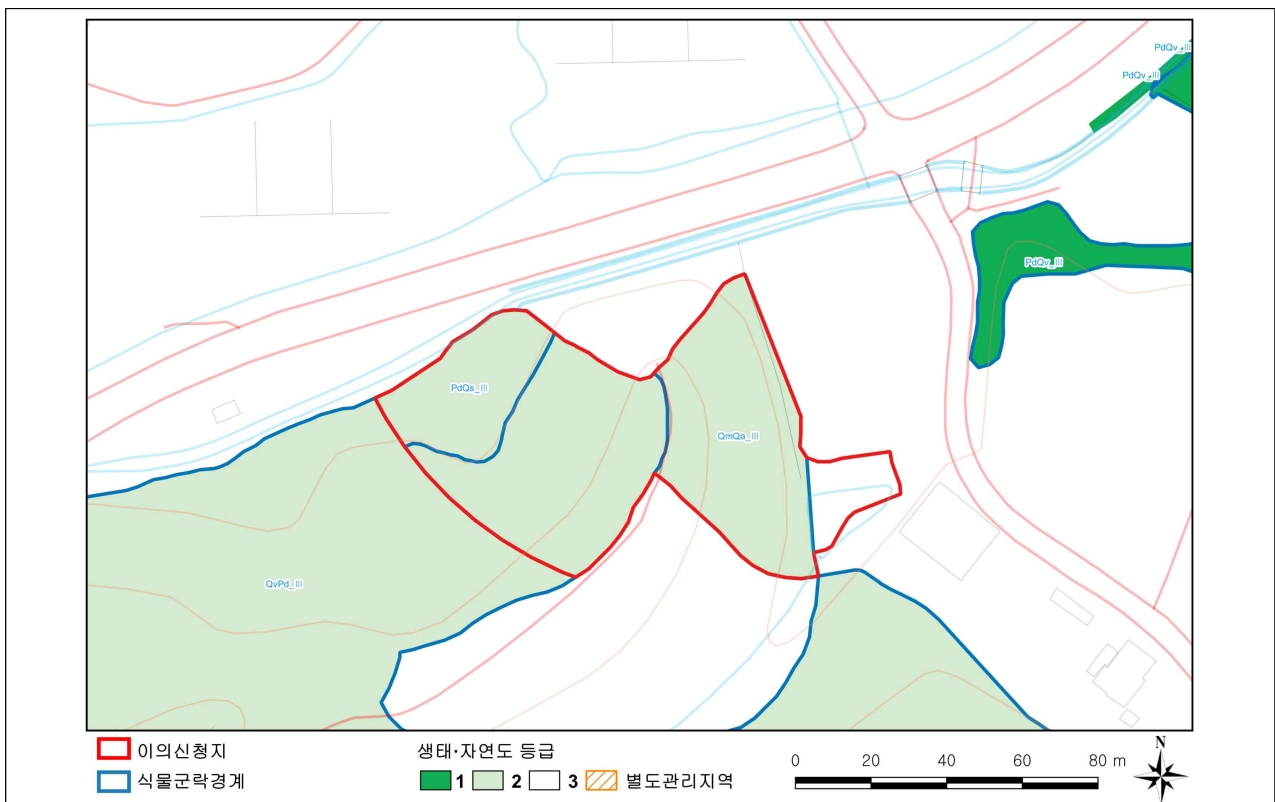 PdQv_III
PdQv_III
PdQv_III
PdQs_III
QmQa_III
QvPd_III
이의신청지
식물군락경계
생태·자연도 등급
1 2 3 별도관리지역
0 20 40 60 80 m
N